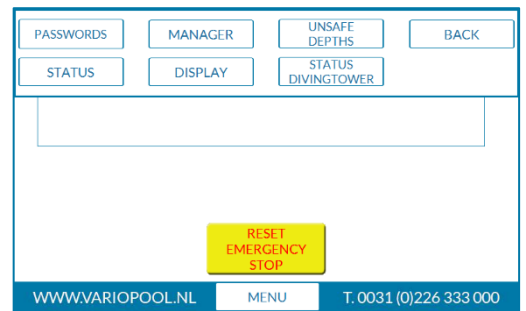 PASSWORDS
MANAGER
UNSAFE
DEPTHS
BACK
STATUS
DISPLAY
STATUS
DIVINGTOWER
RESET
EMERGENCY
STOP
WWW.VARIOPOOL.NL
MENU
T. 0031 (0)226 333 000